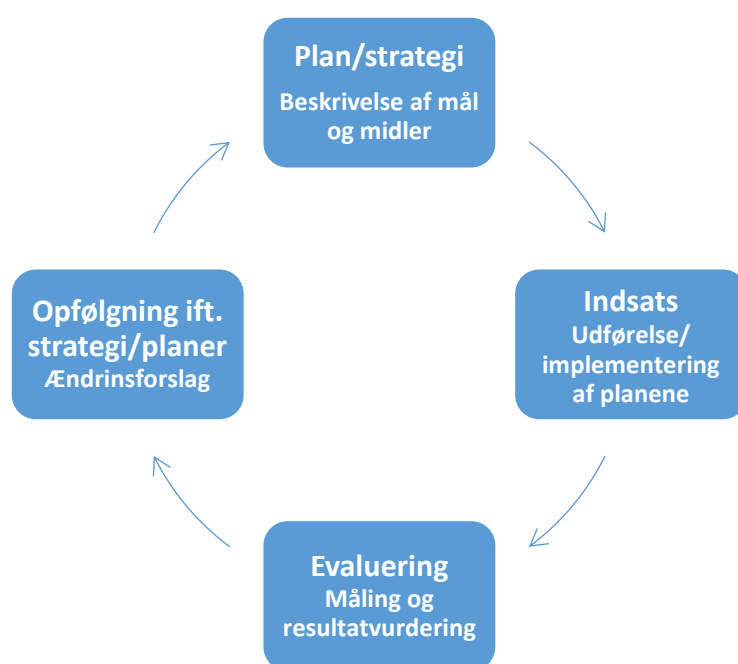 Plan/strategi
Beskrivelse af mål
og midler
Indsats
Udførelse/
implementering
af planene
Evaluering
Måling og
resultatvurdering
Opfølgning ift.
strategi/planer
Ændrinsforslag